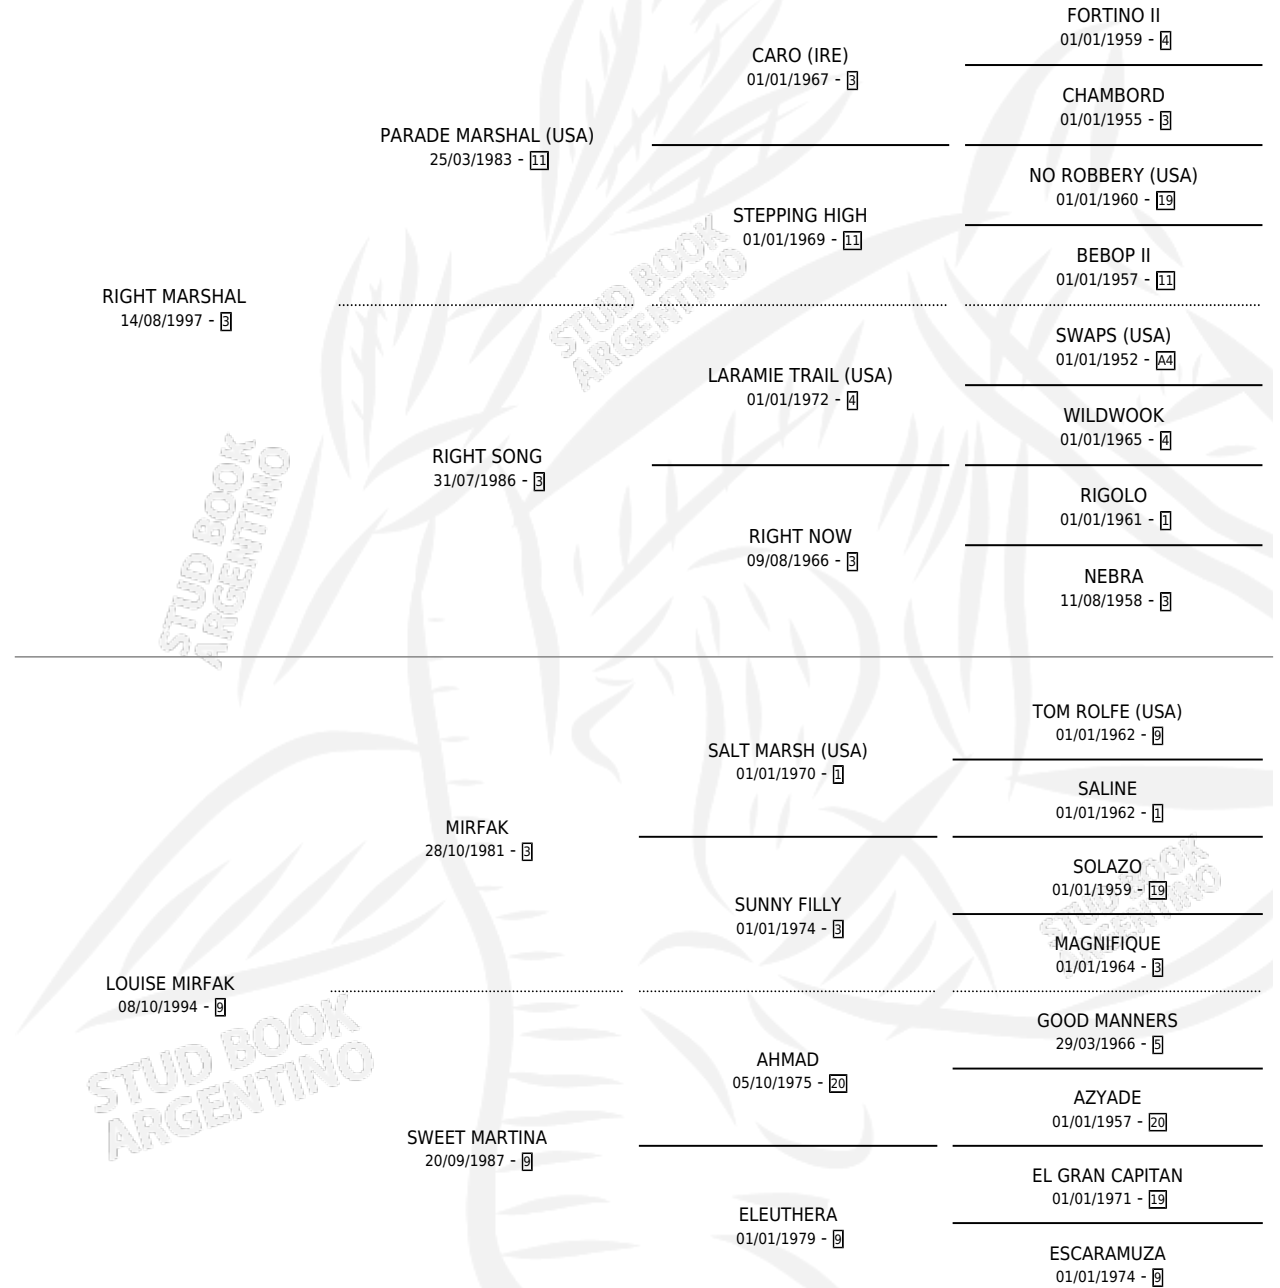 FORTINO II
01/01/1959 - 4
CARO (IRE)
01/01/1967 - 3
CHAMBORD
01/01/1955 - 3
PARADE MARSHAL (USA)
25/03/1983 - 11
NO ROBBERY (USA)
01/01/1960 - 19
STEPPING HIGH
01/01/1969 - 11
BEBOP II
01/01/1957 - 11
RIGHT MARSHAL
14/08/1997 - 3
SWAPS (USA)
01/01/1952 - A4
LARAMIE TRAIL (USA)
01/01/1972 - 4
WILDWOOK
01/01/1965 - 4
RIGHT SONG
31/07/1986 - 3
RIGOLO
01/01/1961 - 1
RIGHT NOW
09/08/1966 - 3
NEBRA
11/08/1958 - 3
TOM ROLFE (USA)
01/01/1962 - 9
SALT MARSH (USA)
01/01/1970 - 1
SALINE
01/01/1962 - 1
MIRFAK
28/10/1981 - 3
SOLAZO
01/01/1959 - 19
SUNNY FILLY
01/01/1974 - 3
MAGNIFIQUE
01/01/1964 - 3
LOUISE MIRFAK
08/10/1994 - 9
GOOD MANNERS
29/03/1966 - 5
AHMAD
05/10/1975 - 20
AZYADE
01/01/1957 - 20
SWEET MARTINA
20/09/1987 - 9
EL GRAN CAPITAN
01/01/1971 - 19
ELEUTHERA
01/01/1979 - 9
ESCARAMUZA
01/01/1974 - 9
STUD BOOK
ARGENTINO
STUD BOOK
ARGENTINO
STUD BOOK
ARGENTINO
STUD BOOK
ARGENTINO